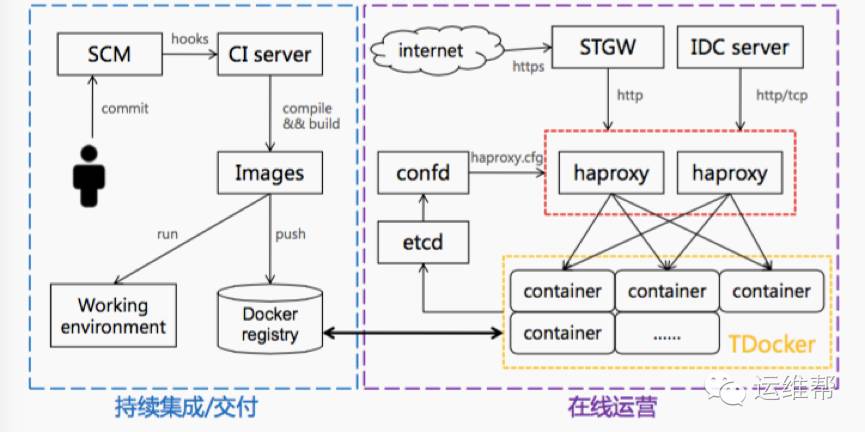 SCM
hooks
CI server
commit
compile
&& build
Images
run
push
Working
environment
Docker
registry
持续集成/交付
internet
https
STGW
IDC server
http
http/tcp
confd
haproxy.cfg
haproxy
haproxy
etcd
container
container
container
container
......
TDocker
在线运营
运维帮